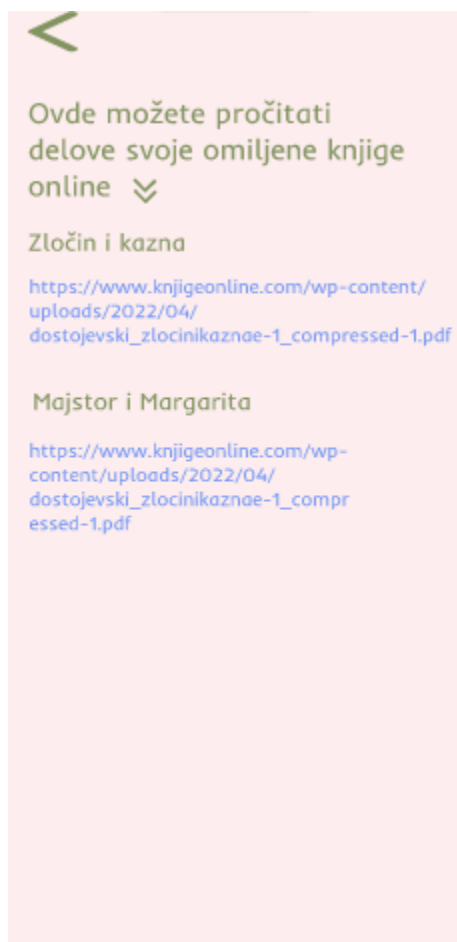 Ovde možete pročitati
delove svoje omiljene knjige
online
Zločin i kazna
https://www.knjigeonline.com/wp-content/
uploads/2022/04/
dostojevski_zlocinikaznae-1_compressed-1.pdf
Majstor i Margarita
https://www.knjigeonline.com/wp-
content/uploads/2022/04/
dostojevski_zlocinikaznae-1_compr
essed-1.pdf